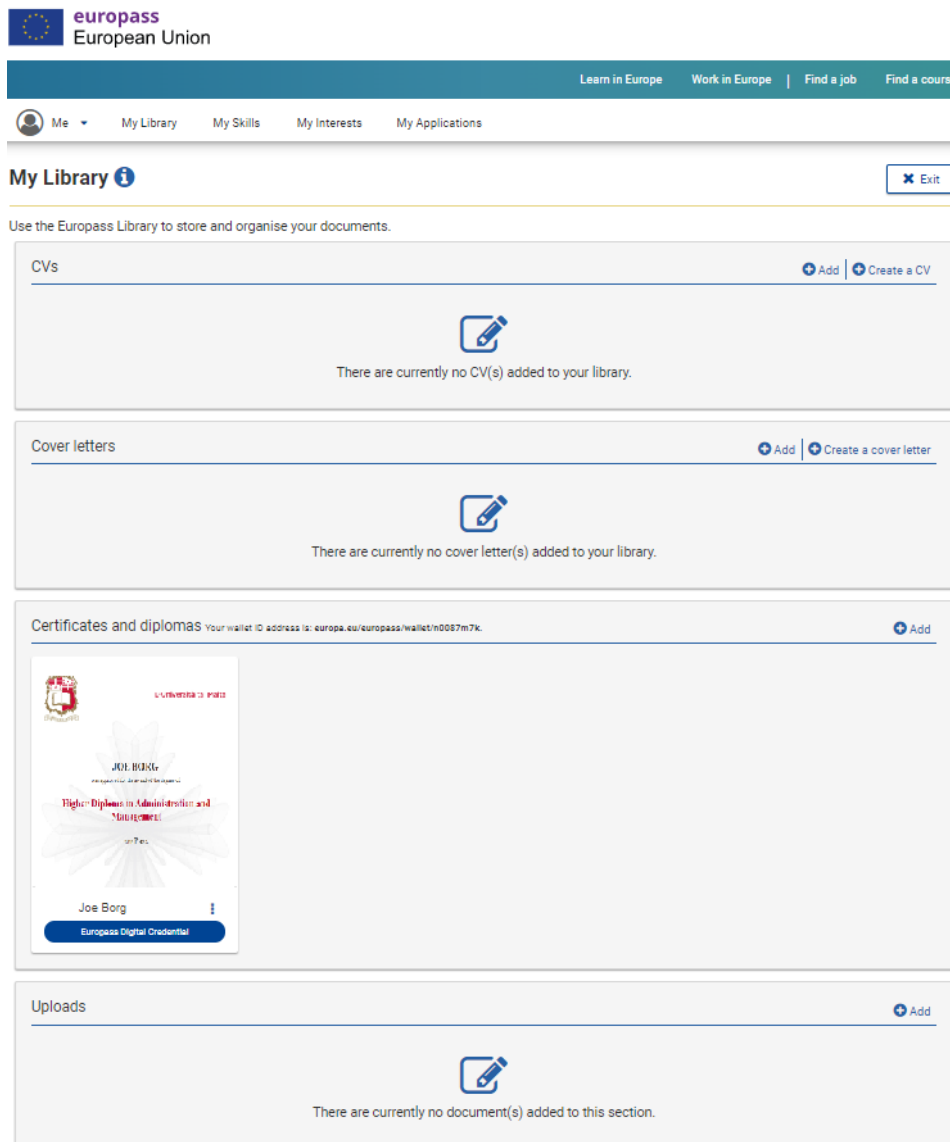 europass
European Union
Learn in Europe Work in Europe | Find a job Find a cours
Me My Library My Skills My Interests My Applications
My Library
Exit
Use the Europass Library to store and organise your documents.
CVs Add Create a CV
There are currently no CV(s) added to your library.
Cover letters Add Create a cover letter
There are currently no cover letter(s) added to your library.
Certificates and diplomas Your wallet ID address is: europa.eu/europass/wallet/n0087m7k. Add
JOE BORG
Higher Diploma in Administration and
Management
Joe Borg
Europass Digital Credential
Uploads Add
There are currently no document(s) added to this section.